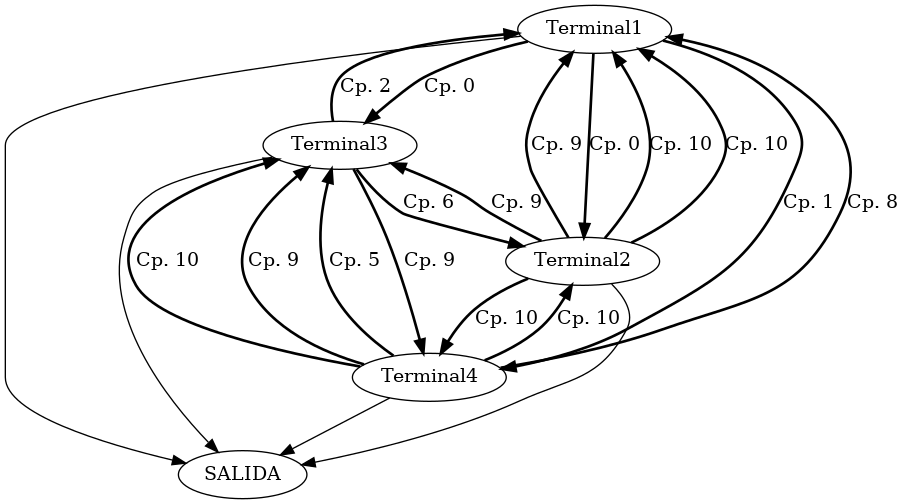 Terminal1
Cp. 2
Cp. 0
Terminal3
Cp. 9
Cp. 0
Cp. 10
Cp. 10
Cp. 6
Cp. 9
Cp. 1
Cp. 8
Cp. 10
Cp. 9
Cp. 5
Cp. 9
Terminal2
Cp. 10
Cp. 10
Terminal4
SALIDA